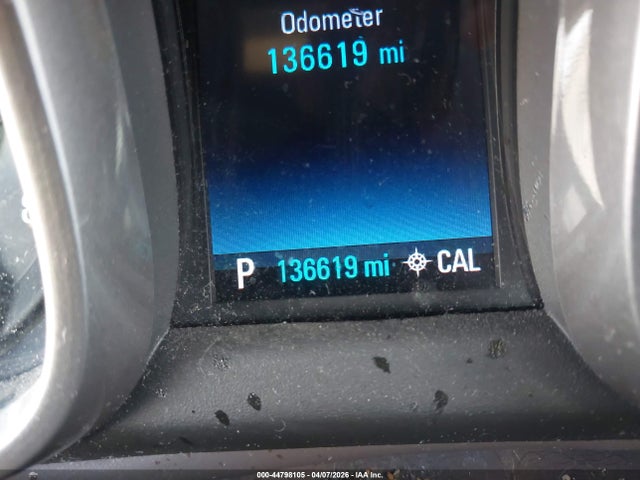 Odometer
136619 mi
P 136619 mi CAL
000-44798105 - 04/07/2026 - IAA Inc.